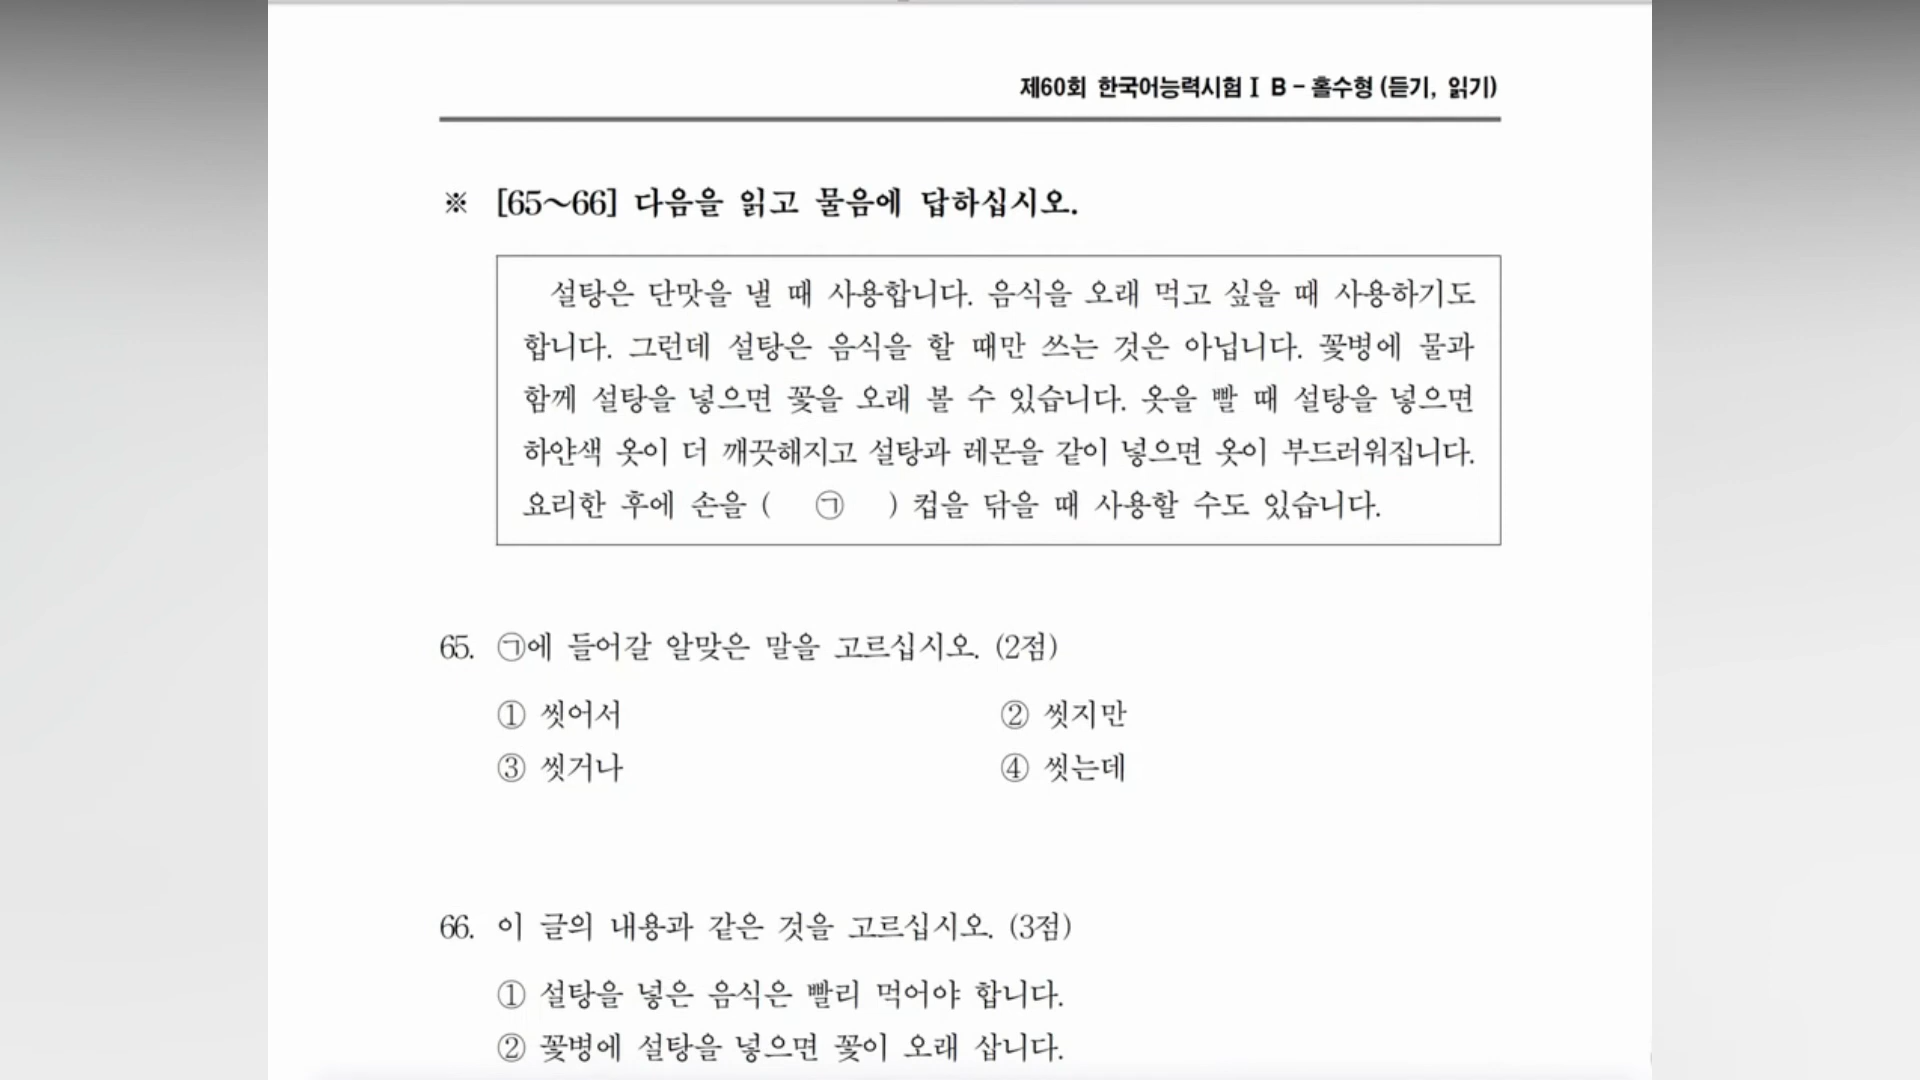 제60회 한국어능력시험 I B - 홀수형 (듣기, 읽기)
※ [65~66] 다음을 읽고 물음에 답하십시오.
설탕은 단맛을 낼 때 사용합니다. 음식을 오래 먹고 싶을 때 사용하기도
합니다. 그런데 설탕은 음식을 할 때만 쓰는 것은 아닙니다. 꽃병에 물과
함께 설탕을 넣으면 꽃을 오래 볼 수 있습니다. 옷을 빨 때 설탕을 넣으면
하얀색 옷이 더 깨끗해지고 설탕과 레몬을 같이 넣으면 옷이 부드러워집니다.
요리한 후에 손을 ( ㉠ ) 컵을 닦을 때 사용할 수도 있습니다.
65. ㉠에 들어갈 알맞은 말을 고르십시오. (2점)
① 씻어서 ② 씻지만
③ 씻거나 ④ 씻는데
66. 이 글의 내용과 같은 것을 고르십시오. (3점)
① 설탕을 넣은 음식은 빨리 먹어야 합니다.
② 꽃병에 설탕을 넣으면 꽃이 오래 삽니다.